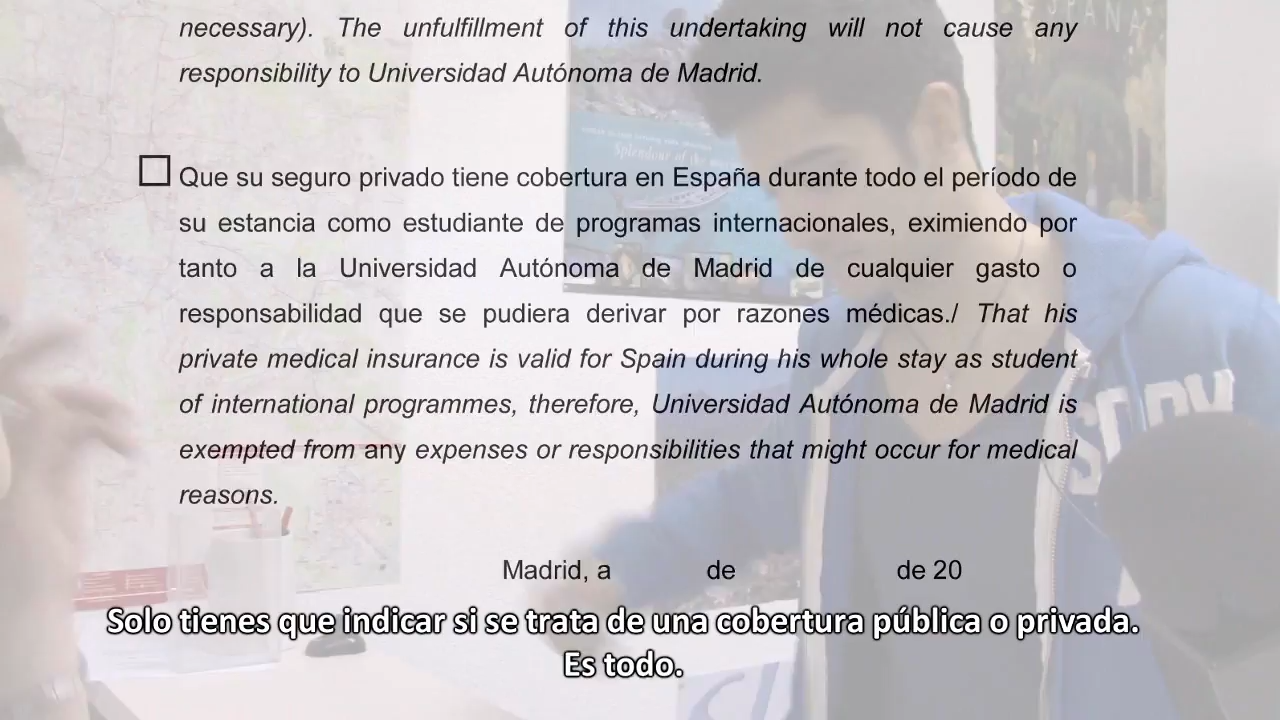 ESPAÑA
necessary). The unfulfillment of this undertaking will not cause any
responsibility to Universidad Autónoma de Madrid.
Splendour of the
Que su seguro privado tiene cobertura en España durante todo el período de
su estancia como estudiante de programas internacionales, eximiendo por
tanto a la Universidad Autónoma de Madrid de cualquier gasto o
responsabilidad que se pudiera derivar por razones médicas./ That his
private medical insurance is valid for Spain during his whole stay as student
of international programmes, therefore, Universidad Autónoma de Madrid is
exempted from any expenses or responsibilities that might occur for medical
reasons.
Madrid, a de de 20
Solo tienes que indicar si se trata de una cobertura pública o privada.
Es todo.